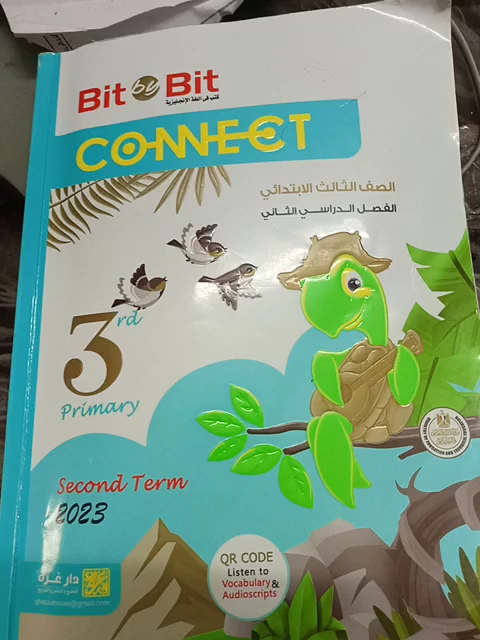 Bit by Bit
كتب في اللغة الإنجليزية
CONNECT
الصف الثالث الابتدائي
الفصل الدراسي الثاني
3rd
Primary
Second Term
2023
QR CODE
Listen to
Vocabulary &
Audioscripts
دار غزة